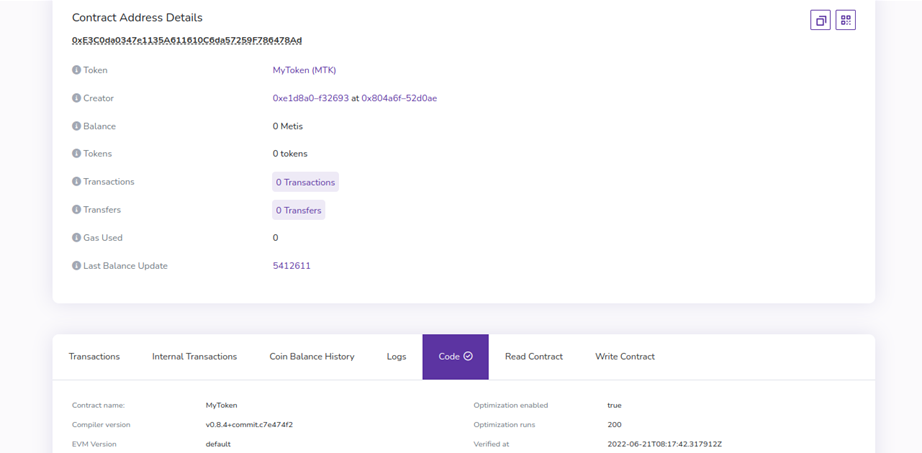 Contract Address Details
0xE3C0da0347c1135A611610C6da57259F786478Ad
Token MyToken (MTK)
Creator 0xe1d8a0–f32693 at 0x804a6f–52d0ae
Balance 0 Metis
Tokens 0 tokens
Transactions 0 Transactions
Transfers 0 Transfers
Gas Used 0
Last Balance Update 5412611
Transactions Internal Transactions Coin Balance History Logs Code Read Contract Write Contract
Contract name: MyToken Optimization enabled true
Compiler version v0.8.4+commit.c7e474f2 Optimization runs 200
EVM Version default Verified at 2022-06-21T08:17:42.317912Z